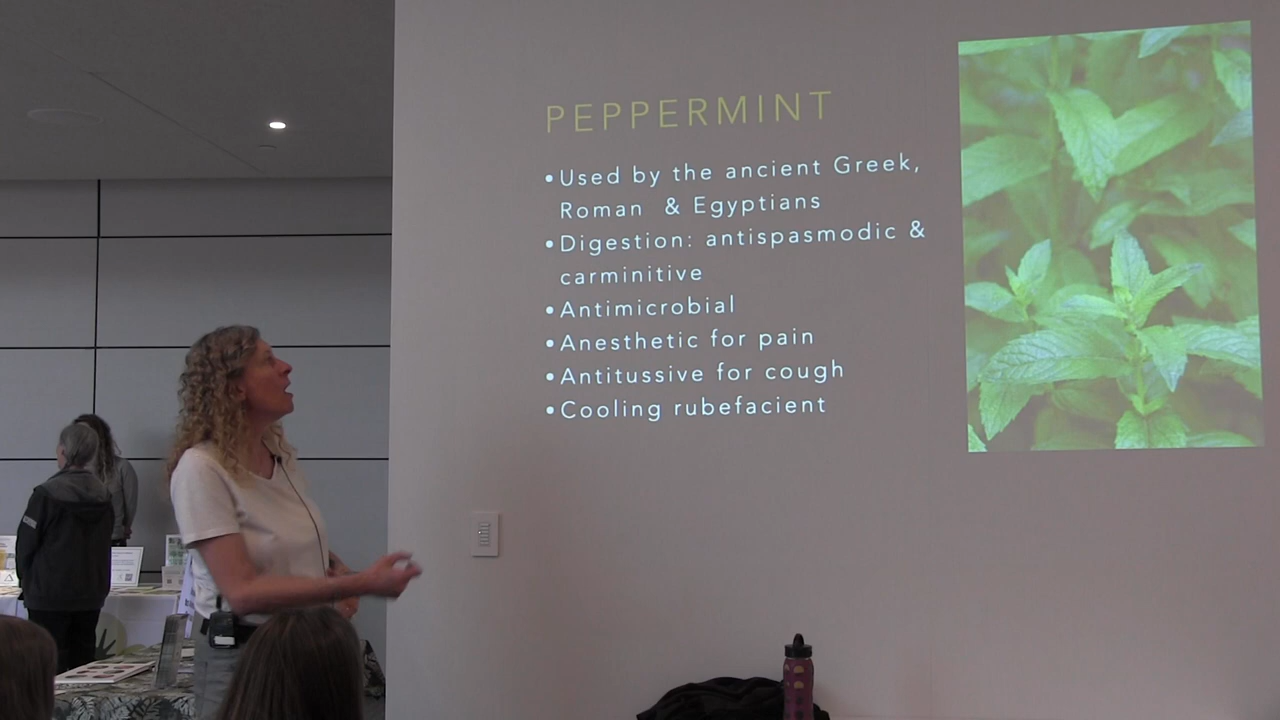 PEPPERMINT
•Used by the ancient Greek,
Roman & Egyptians
•Digestion: antispasmodic &
carminitive
•Antimicrobial
•Anesthetic for pain
•Antitussive for cough
•Cooling rubefacient